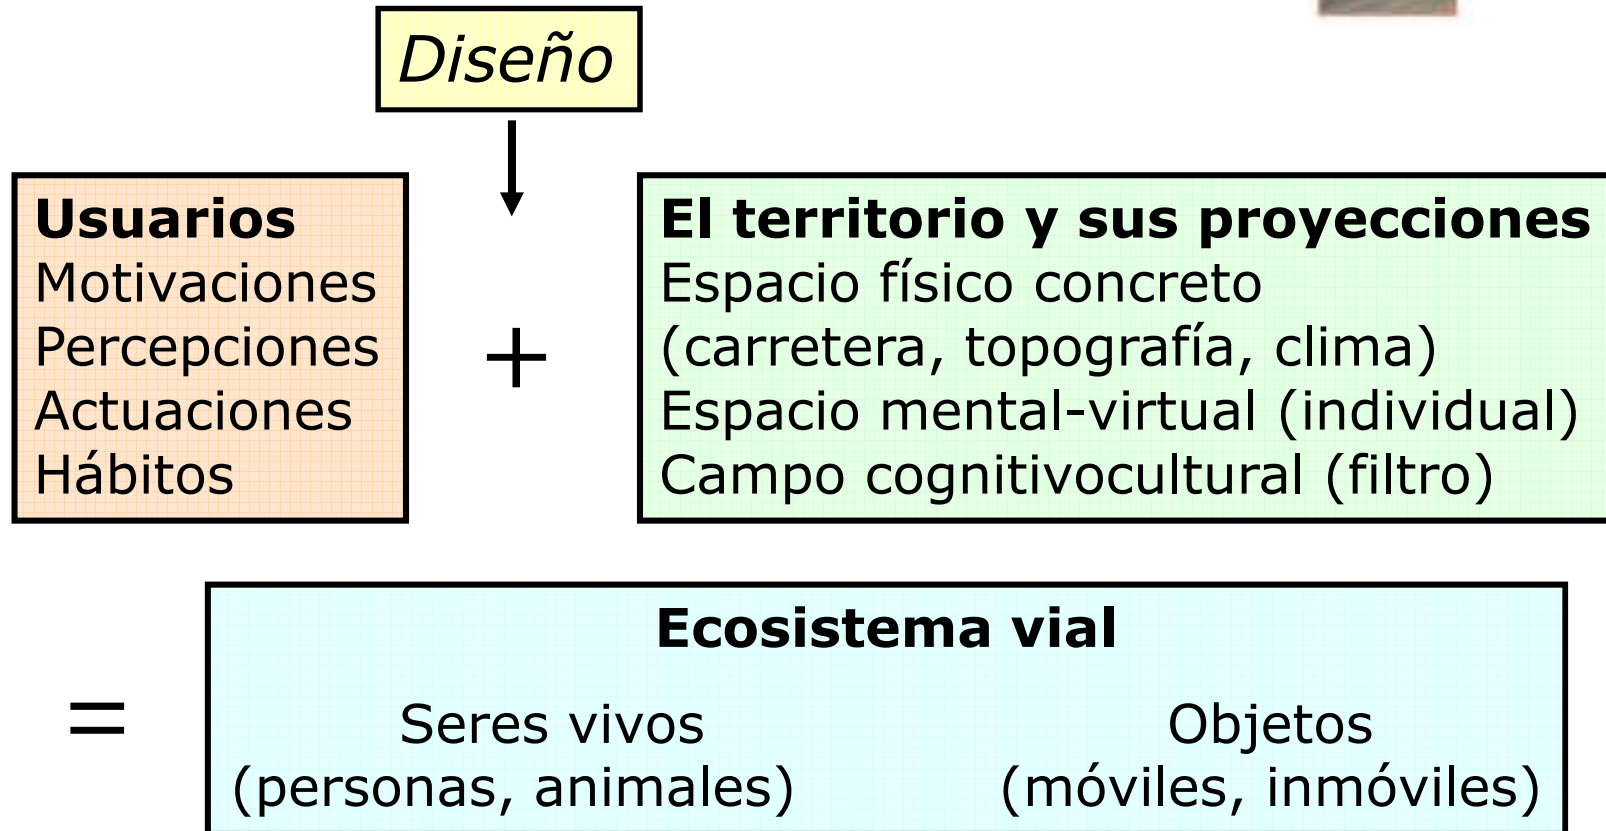 Diseño
Usuarios
Motivaciones
Percepciones
Actuaciones
Hábitos
+
El territorio y sus proyecciones
Espacio físico concreto
(carretera, topografía, clima)
Espacio mental-virtual (individual)
Campo cognitivocultural (filtro)
=
Ecosistema vial
Seres vivos
(personas, animales)
Objetos
(móviles, inmóviles)